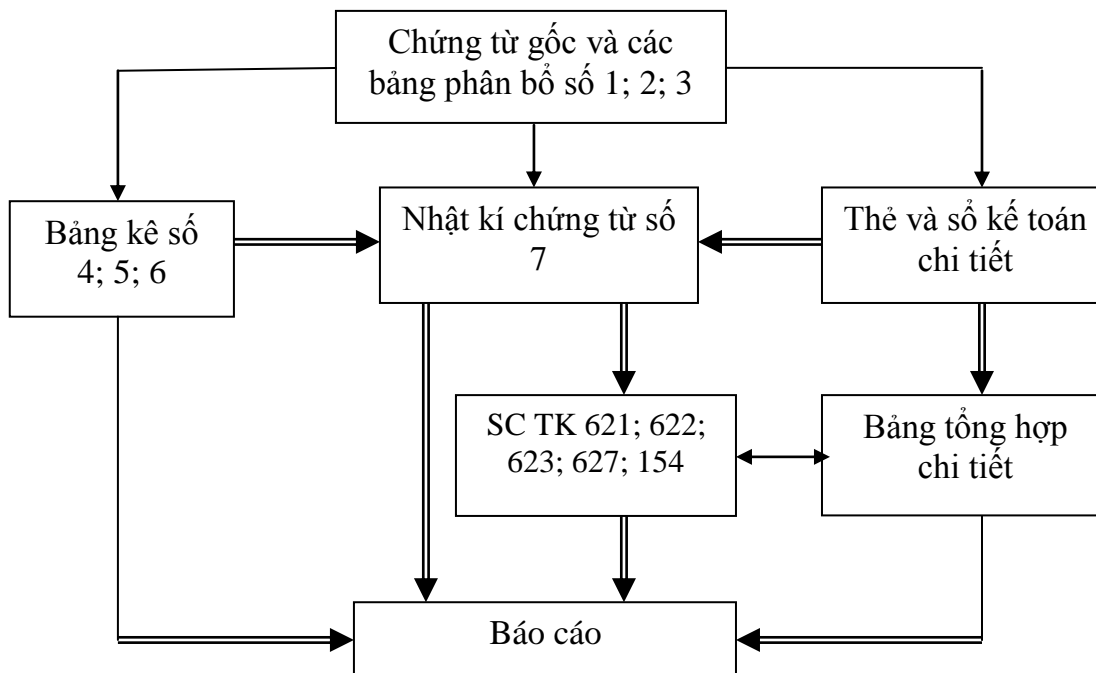 Chứng từ gốc và các
bảng phân bổ số 1; 2; 3
Bảng kê số
4; 5; 6
Nhật kí chứng từ số
7
Thẻ và sổ kế toán
chi tiết
SC TK 621; 622;
623; 627; 154
Bảng tổng hợp
chi tiết
Báo cáo